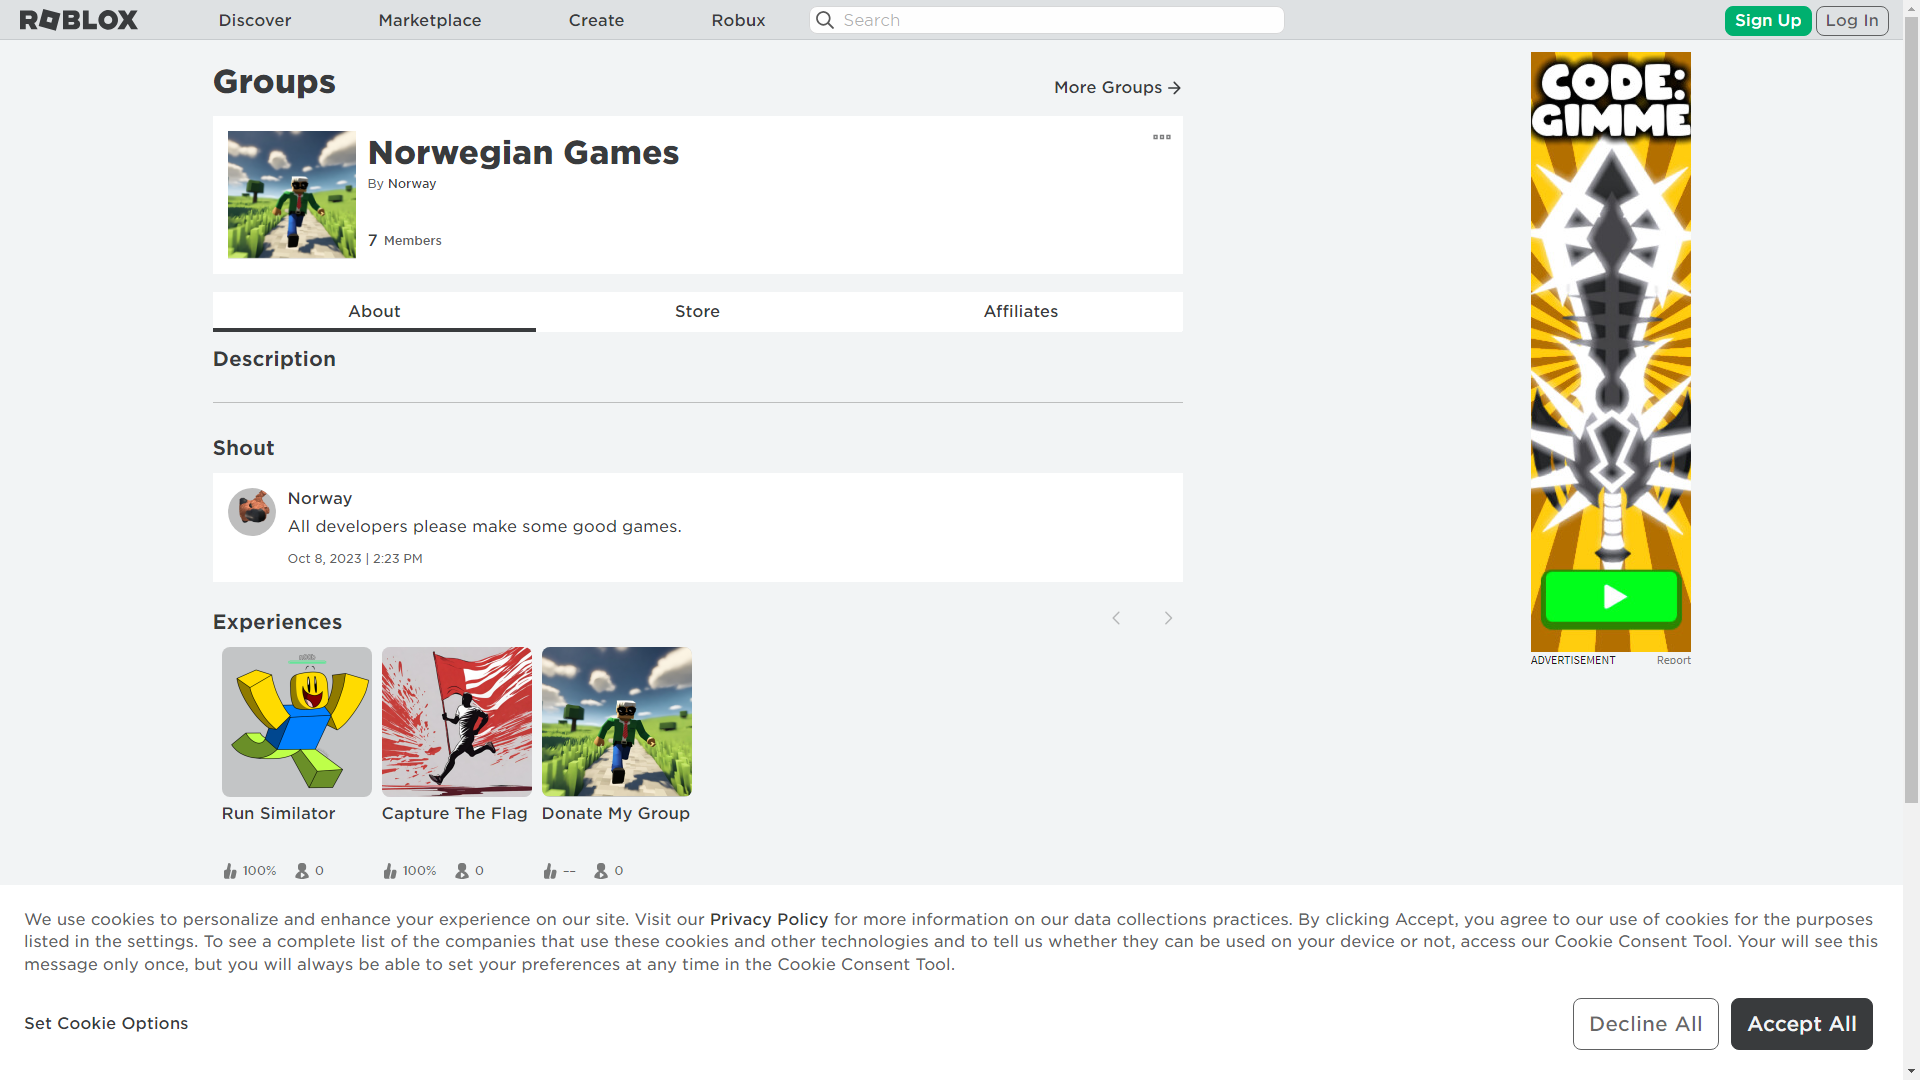 ROBLOX
Discover
Marketplace
Create
Robux
Search
Sign Up
Log In
Groups
More Groups
Norwegian Games
By Norway
7 Members
About
Store
Affiliates
Description
Shout
Norway
All developers please make some good games.
Oct 8, 2023 | 2:23 PM
Experiences
Run Similator
Capture The Flag
Donate My Group
100%
0
100%
0
--
0
CODE:
GIMME
ADVERTISEMENT
Report
We use cookies to personalize and enhance your experience on our site. Visit our Privacy Policy for more information on our data collections practices. By clicking Accept, you agree to our use of cookies for the purposes
listed in the settings. To see a complete list of the companies that use these cookies and other technologies and to tell us whether they can be used on your device or not, access our Cookie Consent Tool. Your will see this
message only once, but you will always be able to set your preferences at any time in the Cookie Consent Tool.
Set Cookie Options
Decline All
Accept All